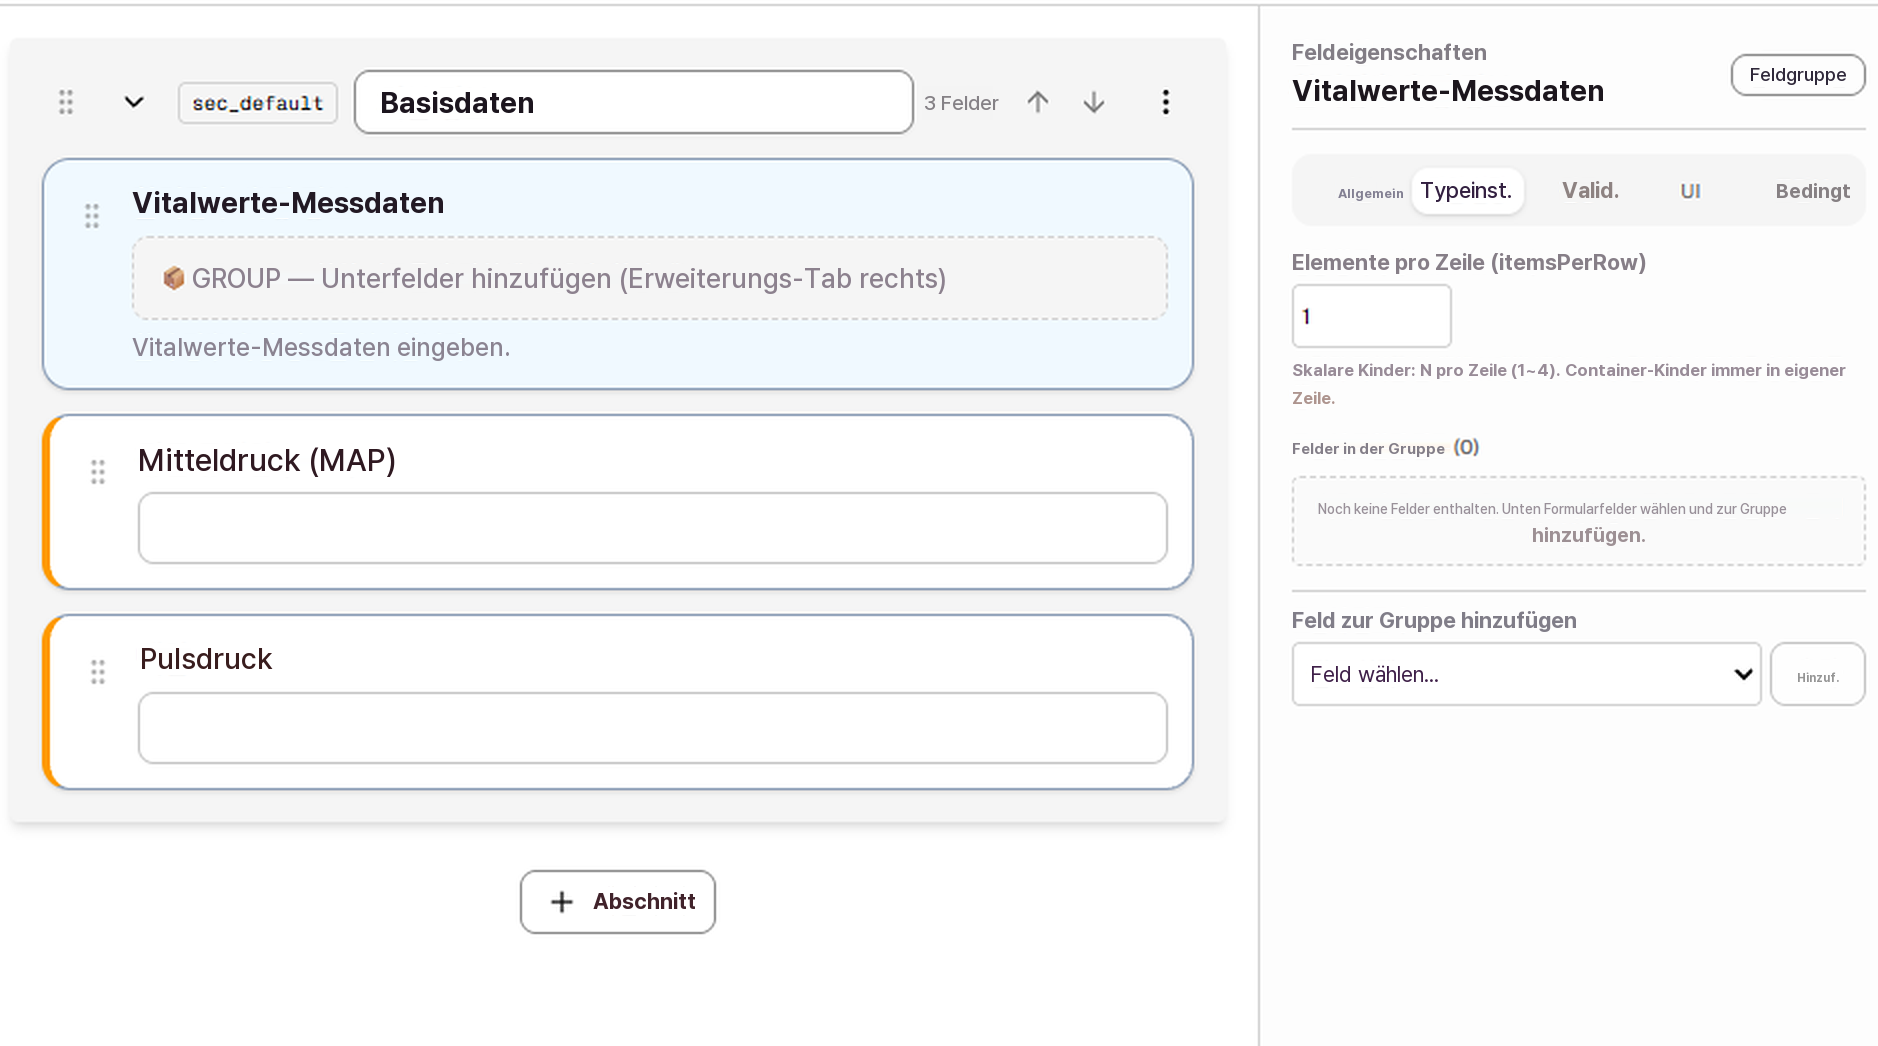 sec_default
Basisdaten
3 Felder
Vitalwerte-Messdaten
GROUP — Unterfelder hinzufügen (Erweiterungs-Tab rechts)
Vitalwerte-Messdaten eingeben.
Mitteldruck (MAP)
Pulsdruck
Abschnitt
Feldeigenschaften
Vitalwerte-Messdaten
Feldgruppe
Allgemein
Typeinst.
Valid.
UI
Bedingt
Elemente pro Zeile (itemsPerRow)
1
Skalare Kinder: N pro Zeile (1~4). Container-Kinder immer in eigener
Zeile.
Felder in der Gruppe (0)
Noch keine Felder enthalten. Unten Formularfelder wählen und zur Gruppe
hinzufügen.
Feld zur Gruppe hinzufügen
Feld wählen...
Hinzuf.